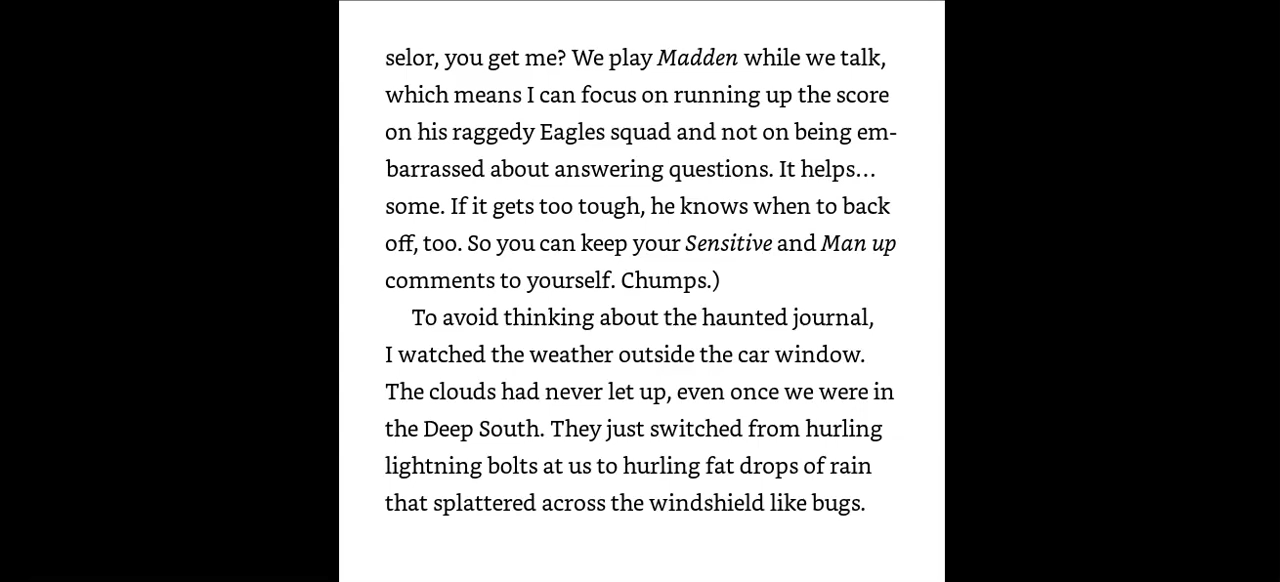 selor, you get me? We play Madden while we talk,
which means I can focus on running up the score
on his raggedy Eagles squad and not on being em-
barrassed about answering questions. It helps…
some. If it gets too tough, he knows when to back
off, too. So you can keep your Sensitive and Man up
comments to yourself. Chumps.)
To avoid thinking about the haunted journal,
I watched the weather outside the car window.
The clouds had never let up, even once we were in
the Deep South. They just switched from hurling
lightning bolts at us to hurling fat drops of rain
that splattered across the windshield like bugs.